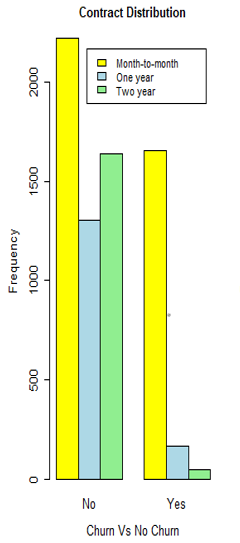 Contract Distribution
Month-to-month
One year
Two year
Frequency
2000
1500
1000
500
0
No
Yes
Churn Vs No Churn